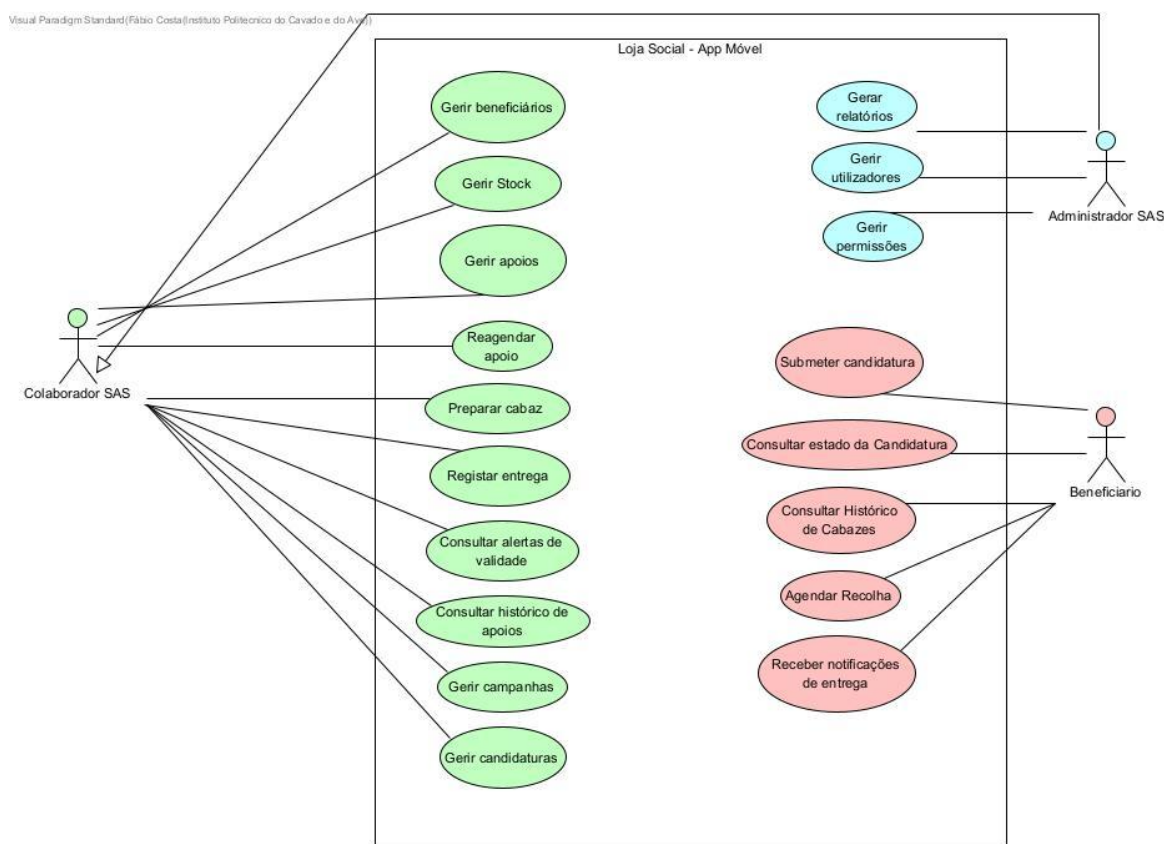 Visual Paradigm Standard(Fábio Costa(Instituto Politecnico do Cavado e do Ave))
Loja Social - App Móvel
Gerir beneficiários
Gerir Stock
Gerir apoios
Reagendar
apoio
Preparar cabaz
Registar entrega
Consultar alertas de
validade
Consultar histórico de
apoios
Gerir campanhas
Gerir candidaturas
Colaborador SAS
Gerar
relatórios
Gerir
utilizadores
Gerir
permissões
Administrador SAS
Submeter candidatura
Consultar estado da Candidatura
Consultar Histórico
de Cabazes
Agendar Recolha
Receber notificações
de entrega
Beneficiario